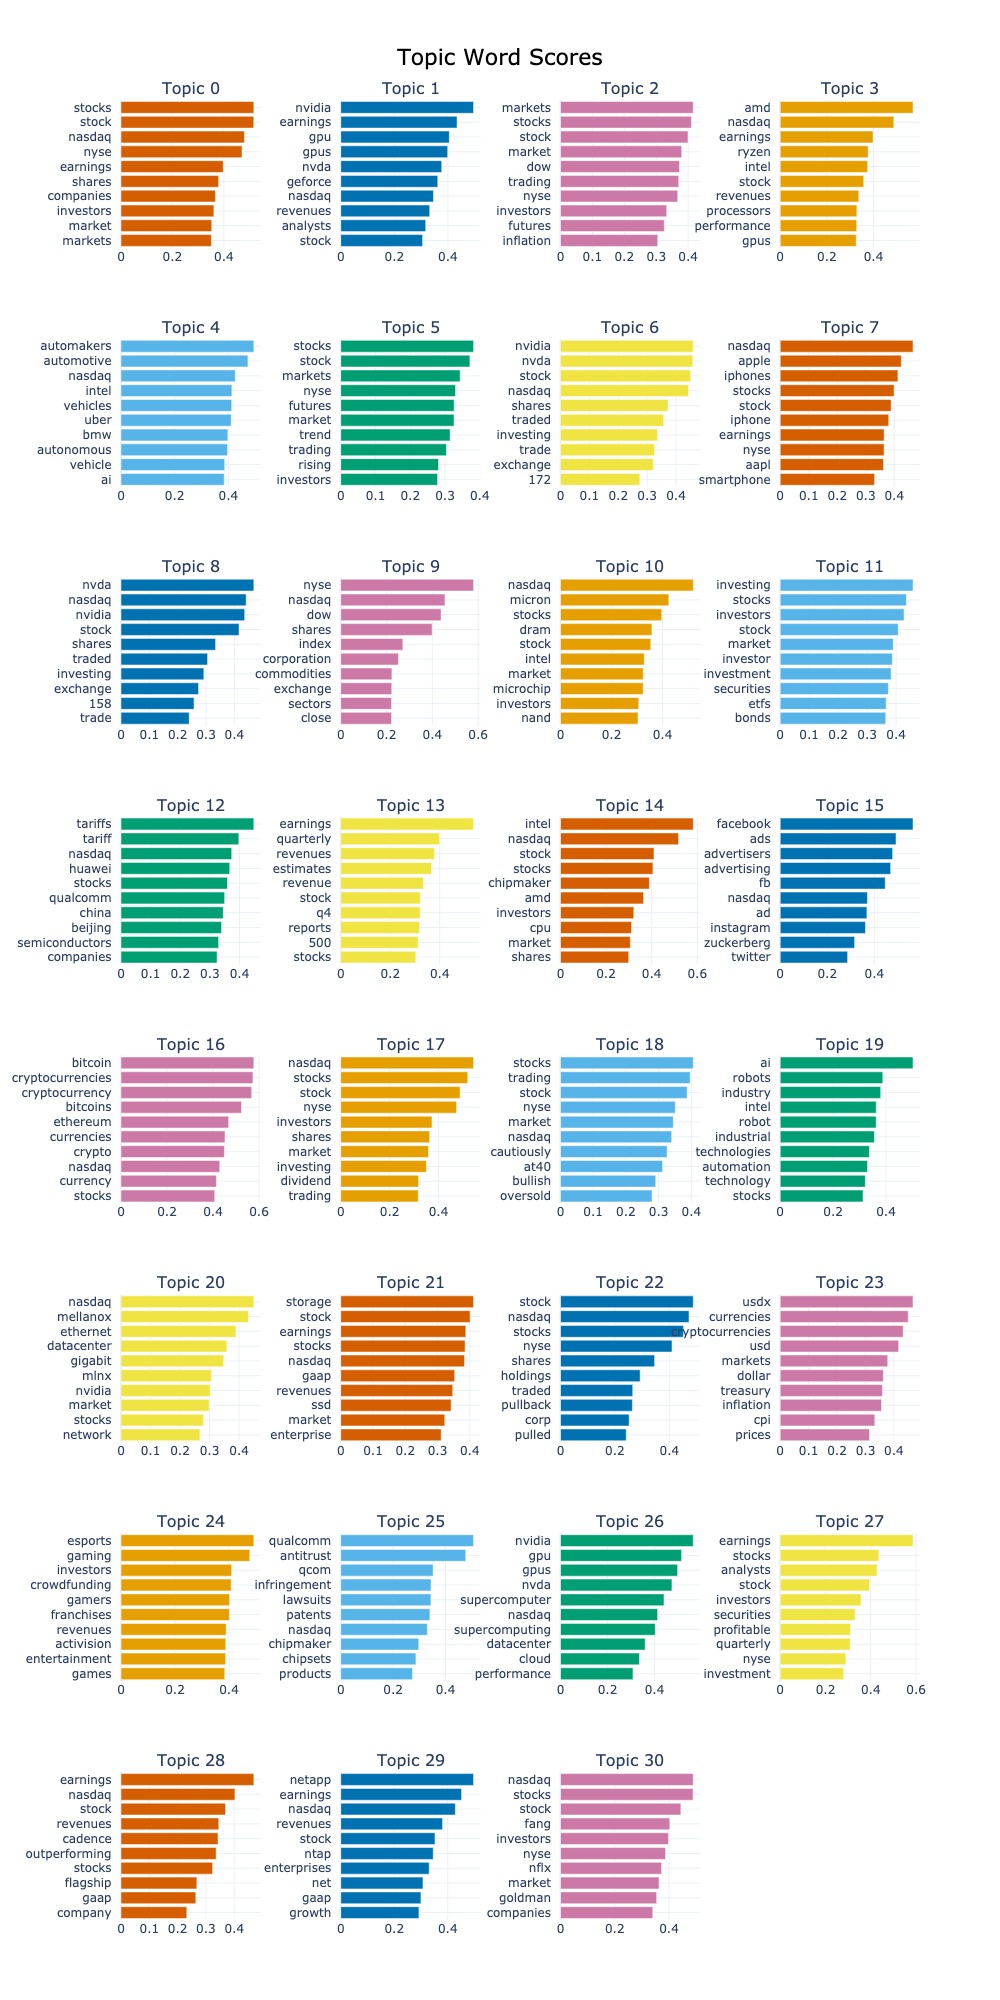 Topic Word Scores
Topic 0
stocks
stock
nasdaq
nyse
earnings
shares
companies
investors
market
markets
0 0.2 0.4
Topic 1
nvidia
earnings
gpu
gpus
nvda
geforce
nasdaq
revenues
analysts
stock
0 0.2 0.4
Topic 2
markets
stocks
stock
market
dow
trading
nyse
investors
futures
inflation
0 0.1 0.2 0.3 0.4
Topic 3
amd
nasdaq
earnings
ryzen
intel
stock
revenues
processors
performance
gpus
0 0.2 0.4
Topic 4
automakers
automotive
nasdaq
intel
vehicles
uber
bmw
autonomous
vehicle
ai
0 0.2 0.4
Topic 5
stocks
stock
markets
nyse
futures
market
trend
trading
rising
investors
0 0.1 0.2 0.3 0.4
Topic 6
nvidia
nvda
stock
nasdaq
shares
traded
investing
trade
exchange
172
0 0.1 0.2 0.3 0.4
Topic 7
nasdaq
apple
iphones
stocks
stock
iphone
earnings
nyse
aapl
smartphone
0 0.1 0.2 0.3 0.4
Topic 8
nvda
nasdaq
nvidia
stock
shares
traded
investing
exchange
158
trade
0 0.1 0.2 0.3 0.4
Topic 9
nyse
nasdaq
dow
shares
index
corporation
commodities
exchange
sectors
close
0 0.2 0.4 0.6
Topic 10
nasdaq
micron
stocks
dram
stock
intel
market
microchip
investors
nand
0 0.2 0.4
Topic 11
investing
stocks
investors
stock
market
investor
investment
securities
etfs
bonds
0 0.1 0.2 0.3 0.4
Topic 12
tariffs
tariff
nasdaq
huawei
stocks
qualcomm
china
beijing
semiconductors
companies
0 0.1 0.2 0.3 0.4
Topic 13
earnings
quarterly
revenues
estimates
revenue
stock
q4
reports
500
stocks
0 0.2 0.4
Topic 14
intel
nasdaq
stock
stocks
chipmaker
amd
investors
cpu
market
shares
0 0.2 0.4 0.6
Topic 15
facebook
ads
advertisers
advertising
fb
nasdaq
ad
instagram
zuckerberg
twitter
0 0.2 0.4
Topic 16
bitcoin
cryptocurrencies
cryptocurrency
bitcoins
ethereum
currencies
crypto
nasdaq
currency
stocks
0 0.2 0.4 0.6
Topic 17
nasdaq
stocks
stock
nyse
investors
shares
market
investing
dividend
trading
0 0.2 0.4
Topic 18
stocks
trading
stock
nyse
market
nasdaq
cautiously
at40
bullish
oversold
0 0.1 0.2 0.3 0.4
Topic 19
ai
robots
industry
intel
robot
industrial
technologies
automation
technology
stocks
0 0.2 0.4
Topic 20
nasdaq
mellanox
ethernet
datacenter
gigabit
mlnx
nvidia
market
stocks
network
0 0.1 0.2 0.3 0.4
Topic 21
storage
stock
earnings
stocks
nasdaq
gaap
revenues
ssd
market
enterprise
0 0.1 0.2 0.3 0.4
Topic 22
stock
nasdaq
stocks
nyse
shares
holdings
traded
pullback
corp
pulled
0 0.2 0.4
Topic 23
usdx
currencies
cryptocurrencies
usd
markets
dollar
treasury
inflation
cpi
prices
0 0.1 0.2 0.3 0.4
Topic 24
esports
gaming
investors
crowdfunding
gamers
franchises
revenues
activision
entertainment
games
0 0.2 0.4
Topic 25
qualcomm
antitrust
qcom
infringement
lawsuits
patents
nasdaq
chipmaker
chipsets
products
0 0.2 0.4
Topic 26
nvidia
gpu
gpus
nvda
supercomputer
nasdaq
supercomputing
datacenter
cloud
performance
0 0.2 0.4
Topic 27
earnings
stocks
analysts
stock
investors
securities
profitable
quarterly
nyse
investment
0 0.2 0.4 0.6
Topic 28
earnings
nasdaq
stock
revenues
cadence
outperforming
stocks
flagship
gaap
company
0 0.1 0.2 0.3 0.4
Topic 29
netapp
earnings
nasdaq
revenues
stock
ntap
enterprises
net
gaap
growth
0 0.2 0.4
Topic 30
nasdaq
stocks
stock
fang
investors
nyse
nflx
market
goldman
companies
0 0.2 0.4